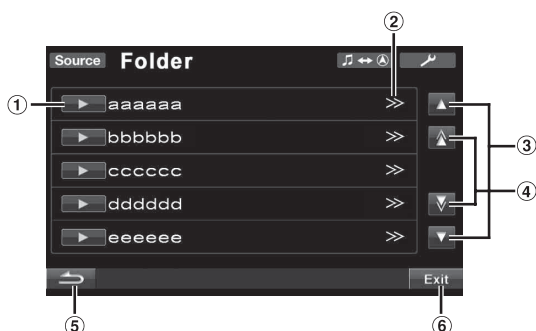 ②
Source Folder
① aaaaaa
bbbbbb
③
cccccc
④
dddddd
eeeeee
Exit
⑤ ⑥